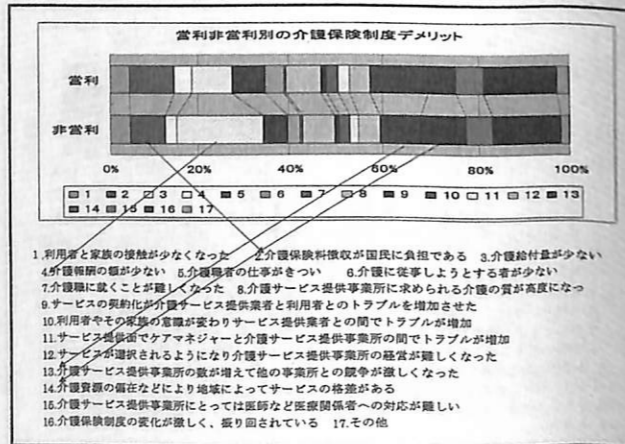 営利非営利別の介護保険制度デメリット
営利
非営利
0% 20% 40% 60% 80% 100%
1 2 3 4 5 6 7 8 9 10 11 12 13
14 15 16 17
1.利用者と家族の接触が少なくなった 2.介護保険料徴収が国民に負担である 3.介護給付量が少ない
4.介護報酬の額が少ない 5.介護職者の仕事がきつい 6.介護に従事しようとする者が少ない
7.介護職に就くことが難しくなった 8.介護サービス提供事業所に求められる介護の質が高度になっ
9.サービスの契約化が介護サービス提供業者と利用者とのトラブルを増加させた
10.利用者やその家族の意識が変わりサービス提供業者との間でトラブルが増加
11.サービス提供面でケアマネジャーと介護サービス提供事業所の間でトラブルが増加
12.サービスが選択されるようになり介護サービス提供事業所の経営が難しくなった
13.介護サービス提供事業所の数が増えて他の事業所との競争が激しくなった
14.介護資源の偏在などにより地域によってサービスの格差がある
15.介護サービス提供事業所にとっては医師など医療関係者への対応が難しい
16.介護保険制度の変化が激しく、振り回されている 17.その他